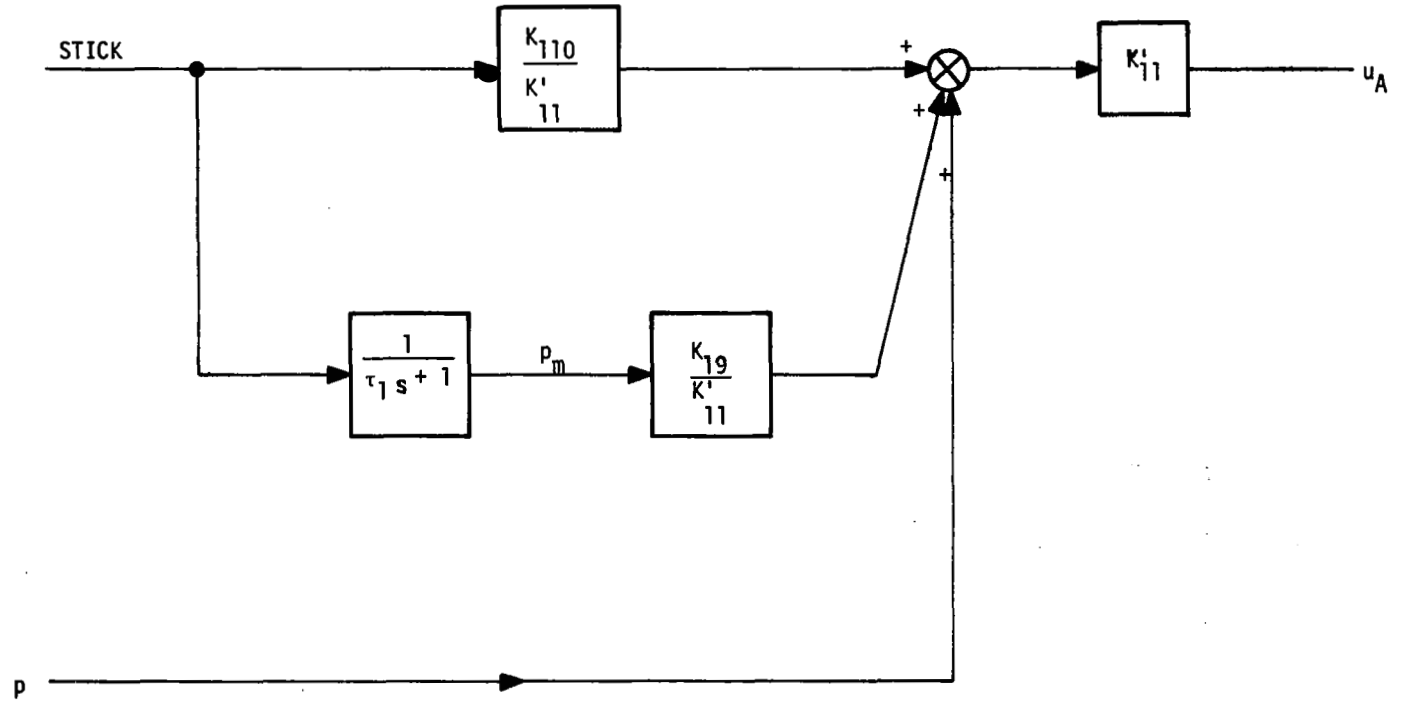 STICK
K110
K'11
+
K'11
uA
+
+
1
τ1 s + 1
pm
K19
K'11
p